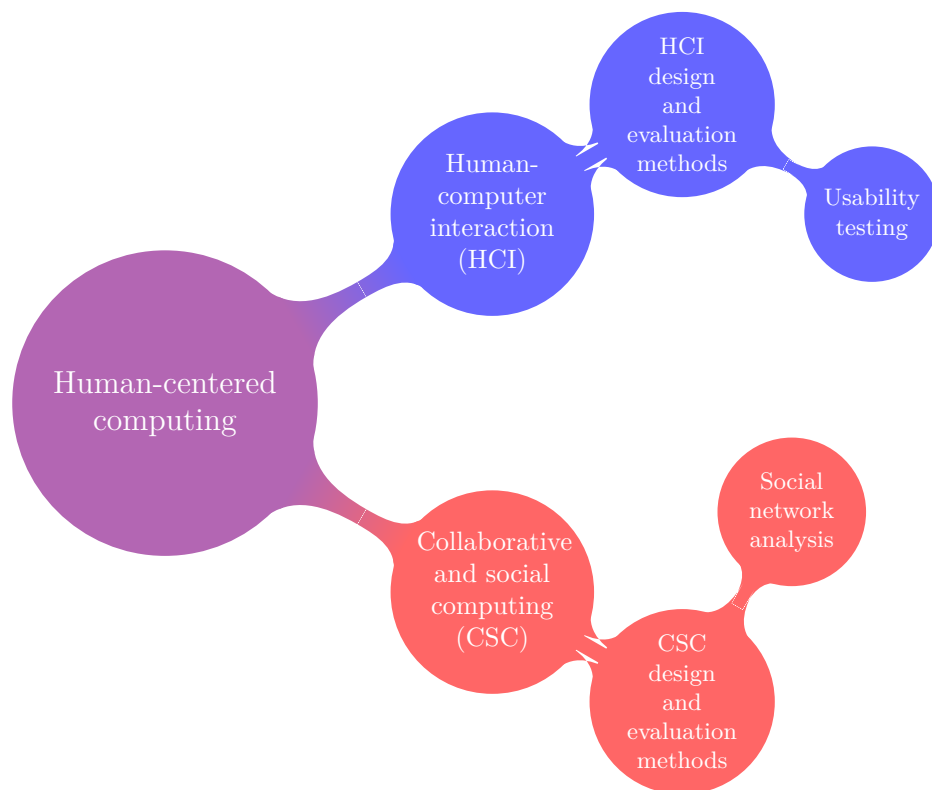 Human-centered
computing
Human-
computer
interaction
(HCI)
HCI
design
and
evaluation
methods
Usability
testing
Collaborative
and social
computing
(CSC)
CSC
design
and
evaluation
methods
Social
network
analysis